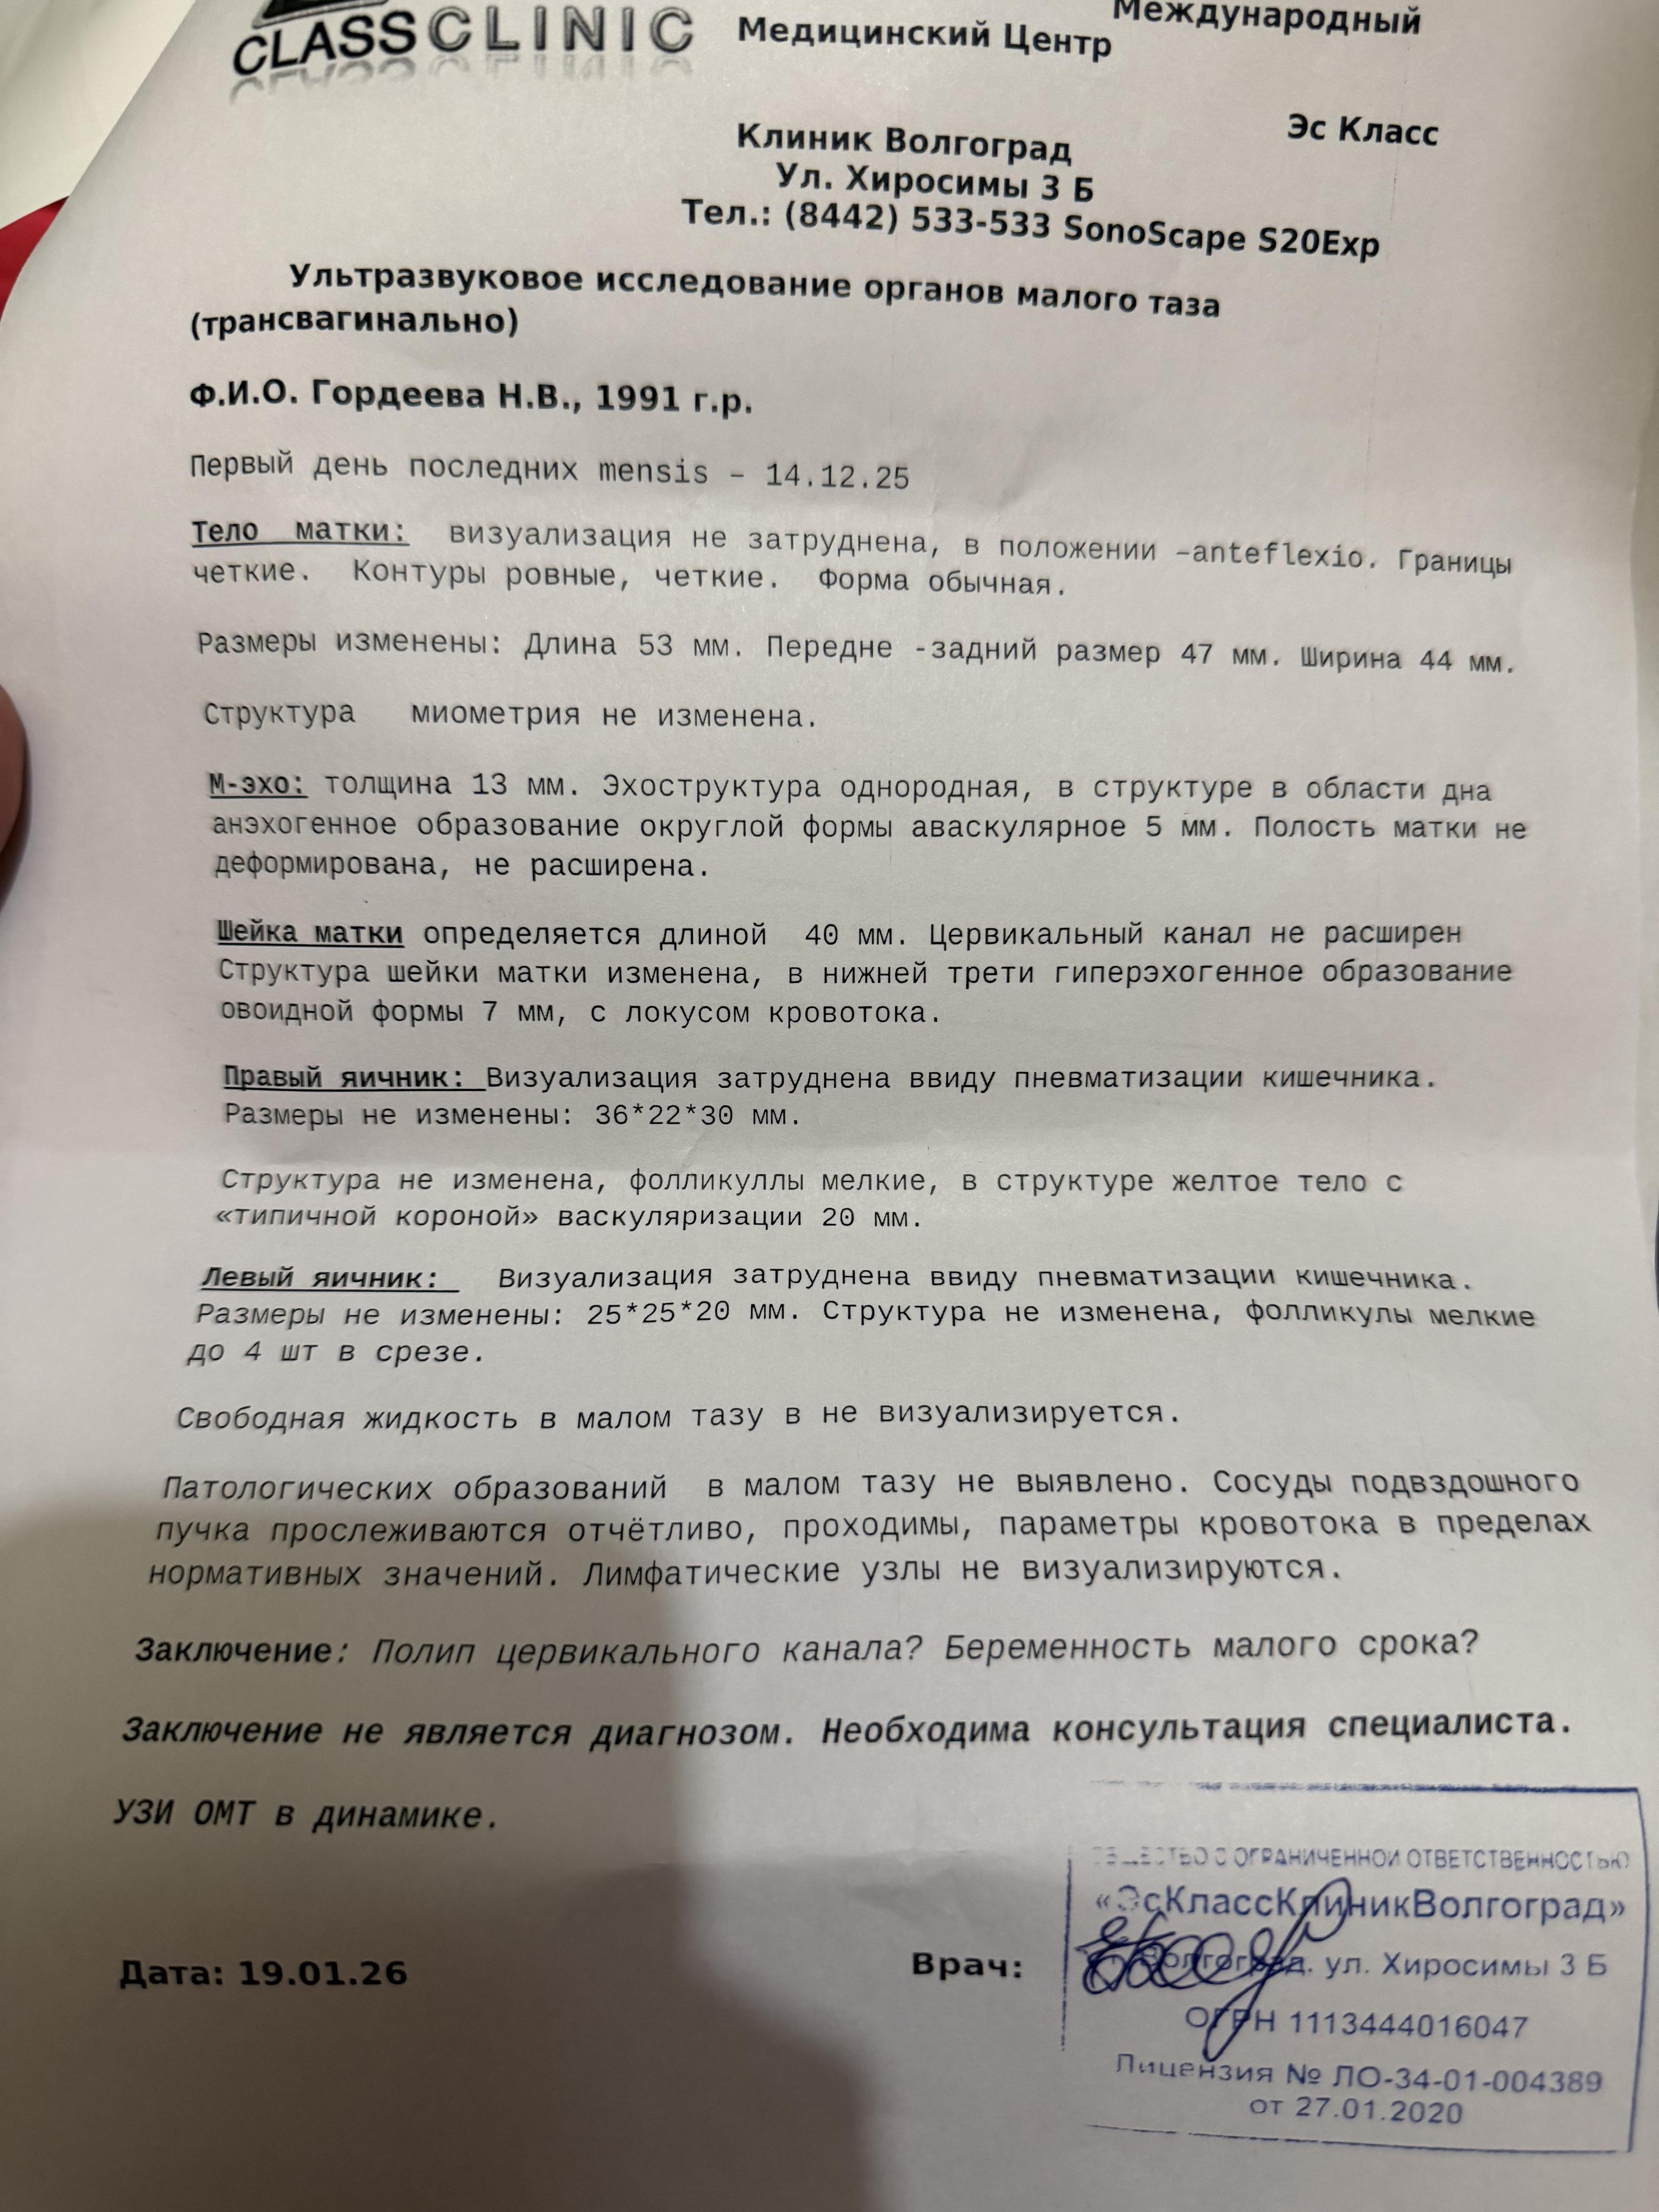 CLASSCLINIC
Медицинский Центр
Международный
Эс Класс
Клиник Волгоград
Ул. Хиросимы 3 Б
Тел.: (8442) 533-533 SonoScape S20Exp
Ультразвуковое исследование органов малого таза
(трансвагинально)
Ф.И.О. Гордеева Н.В., 1991 г.р.
Первый день последних mensis – 14.12.25
Тело матки: визуализация не затруднена, в положении –anteflexio. Границы
четкие. Контуры ровные, четкие. Форма обычная.
Размеры изменены: Длина 53 мм. Передне -задний размер 47 мм. Ширина 44 мм.
Структура миометрия не изменена.
М-эхо: толщина 13 мм. Эхоструктура однородная, в структуре в области дна
анэхогенное образование округлой формы аваскулярное 5 мм. Полость матки не
деформирована, не расширена.
Шейка матки определяется длиной 40 мм. Цервикальный канал не расширен
Структура шейки матки изменена, в нижней трети гиперэхогенное образование
овоидной формы 7 мм, с локусом кровотока.
Правый яичник: Визуализация затруднена ввиду пневматизации кишечника.
Размеры не изменены: 36*22*30 мм.
Структура не изменена, фолликуллы мелкие, в структуре желтое тело с
«типичной короной» васкуляризации 20 мм.
Левый яичник: Визуализация затруднена ввиду пневматизации кишечника.
Размеры не изменены: 25*25*20 мм. Структура не изменена, фолликулы мелкие
до 4 шт в срезе.
Свободная жидкость в малом тазу в не визуализируется.
Патологических образований в малом тазу не выявлено. Сосуды подвздошного
пучка прослеживаются отчётливо, проходимы, параметры кровотока в пределах
нормативных значений. Лимфатические узлы не визуализируются.
Заключение: Полип цервикального канала? Беременность малого срока?
Заключение не является диагнозом. Необходима консультация специалиста.
УЗИ ОМТ в динамике.
Дата: 19.01.26
Врач:
ОБЩЕСТВО С ОГРАНИЧЕННОЙ ОТВЕТСТВЕННОСТЬЮ
«ЭсКлассКлиникВолгоград»
г. Волгоград. ул. Хиросимы 3 Б
ОГРН 1113444016047
Лицензия № ЛО-34-01-004389
от 27.01.2020